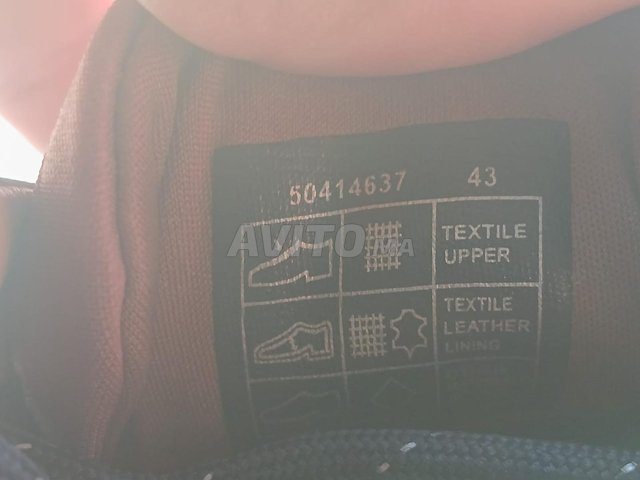 50414637 43
TEXTILE
UPPER
AVITO.ma
TEXTILE
LEATHER
LINING